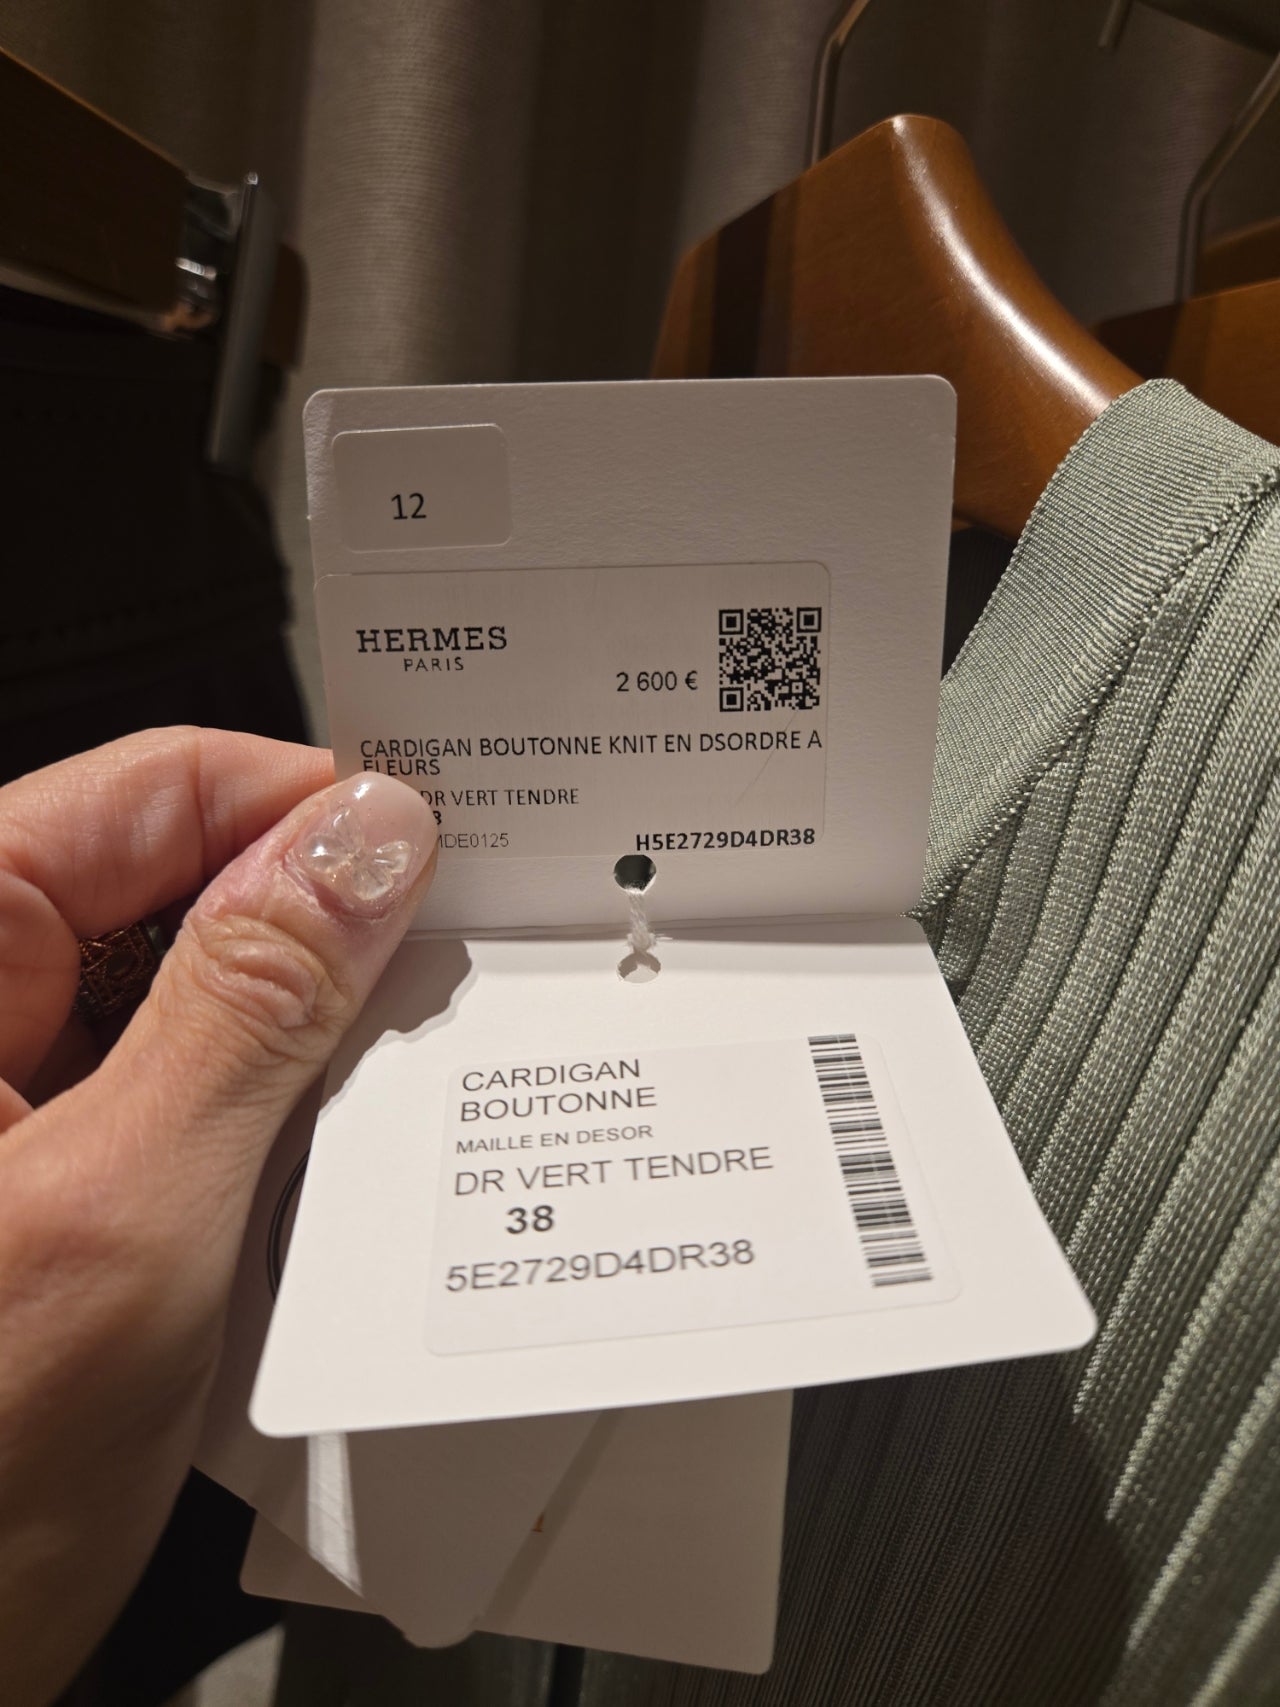 12
HERMES
PARIS
2 600 €
CARDIGAN BOUTONNE KNIT EN DSORDRE A
FLEURS
DR VERT TENDRE
DE0125
H5E2729D4DR38
CARDIGAN
BOUTONNE
MAILLE EN DESOR
DR VERT TENDRE
38
5E2729D4DR38